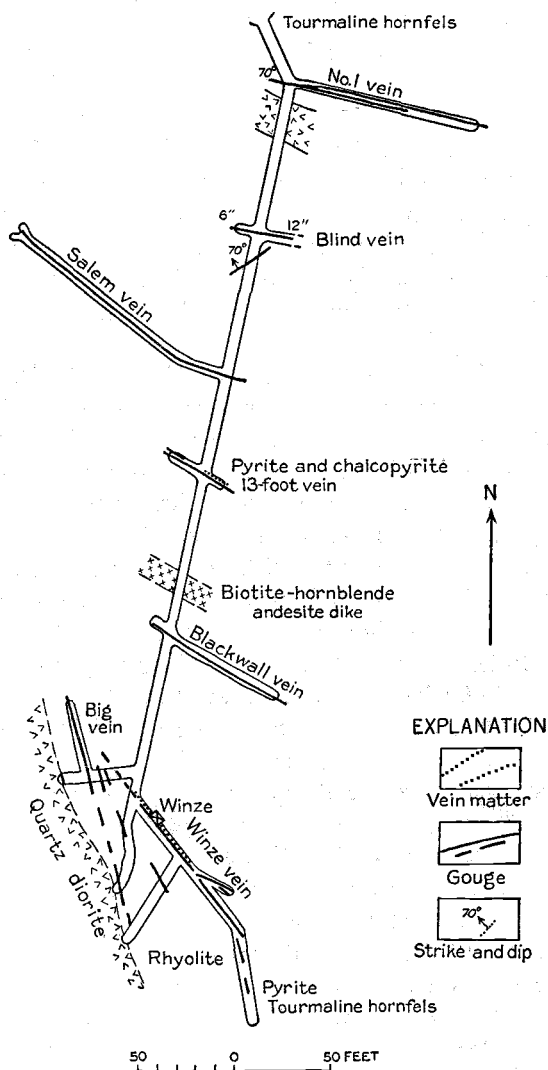 Tourmaline hornfels
70°
No.1 vein
6"
12"
Blind vein
70°
Salem vein
Pyrite and chalcopyrite
13-foot vein
N
Biotite-hornblende
andesite dike
Blackwall vein
Big
vein
EXPLANATION
Vein matter
Winze
Winze vein
Gouge
Quartz diorite
70°
Strike and dip
Rhyolite
Pyrite
Tourmaline hornfels
50 0 50 FEET